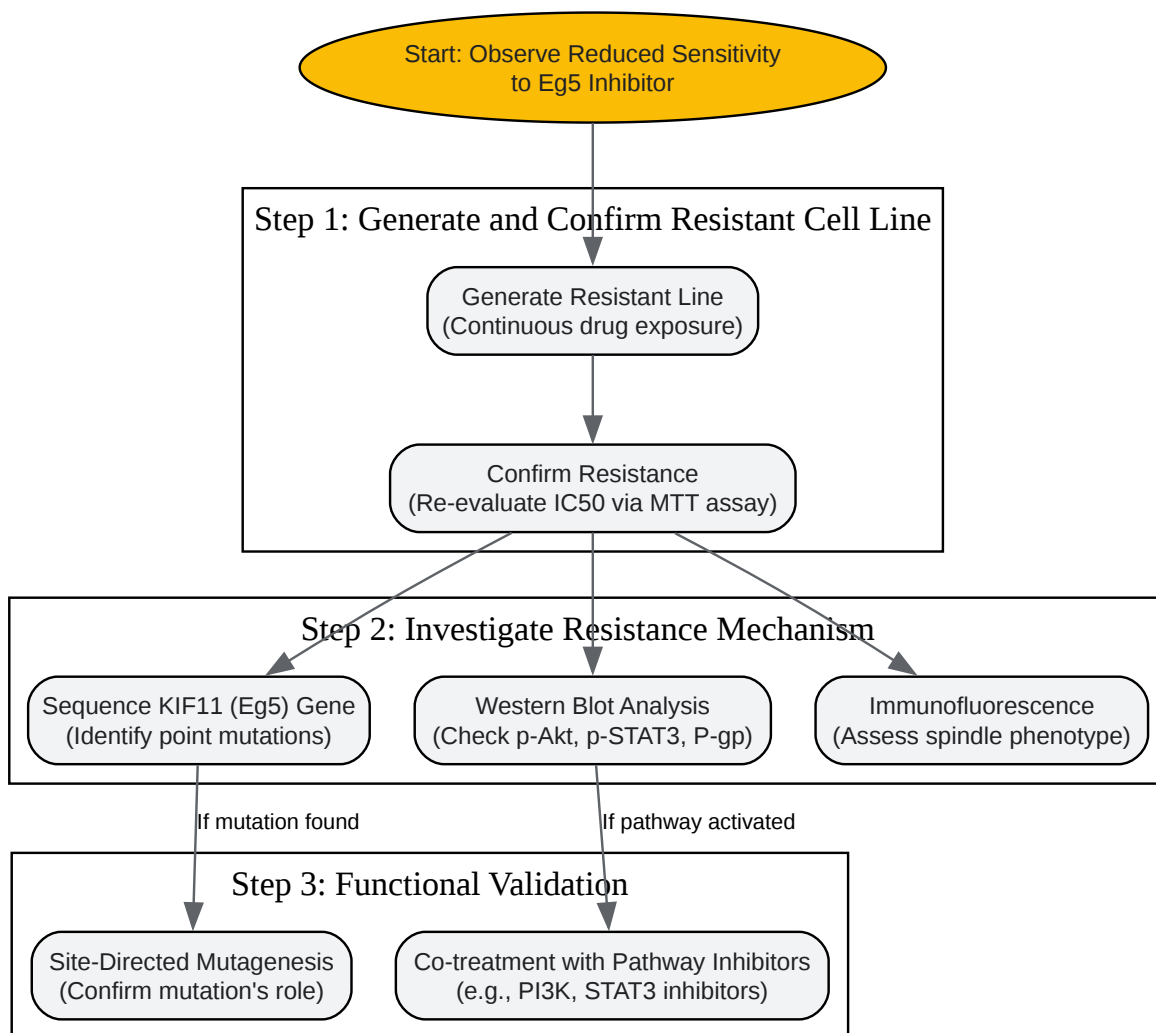 Start: Observe Reduced Sensitivity
to Eg5 Inhibitor
Step 1: Generate and Confirm Resistant Cell Line
Generate Resistant Line
(Continuous drug exposure)
Confirm Resistance
(Re-evaluate IC50 via MTT assay)
Step 2: Investigate Resistance Mechanism
Sequence KIF11 (Eg5) Gene
(Identify point mutations)
Western Blot Analysis
(Check p-Akt, p-STAT3, P-gp)
Immunofluorescence
(Assess spindle phenotype)
If mutation found
If pathway activated
Step 3: Functional Validation
Site-Directed Mutagenesis
(Confirm mutation's role)
Co-treatment with Pathway Inhibitors
(e.g., PI3K, STAT3 inhibitors)